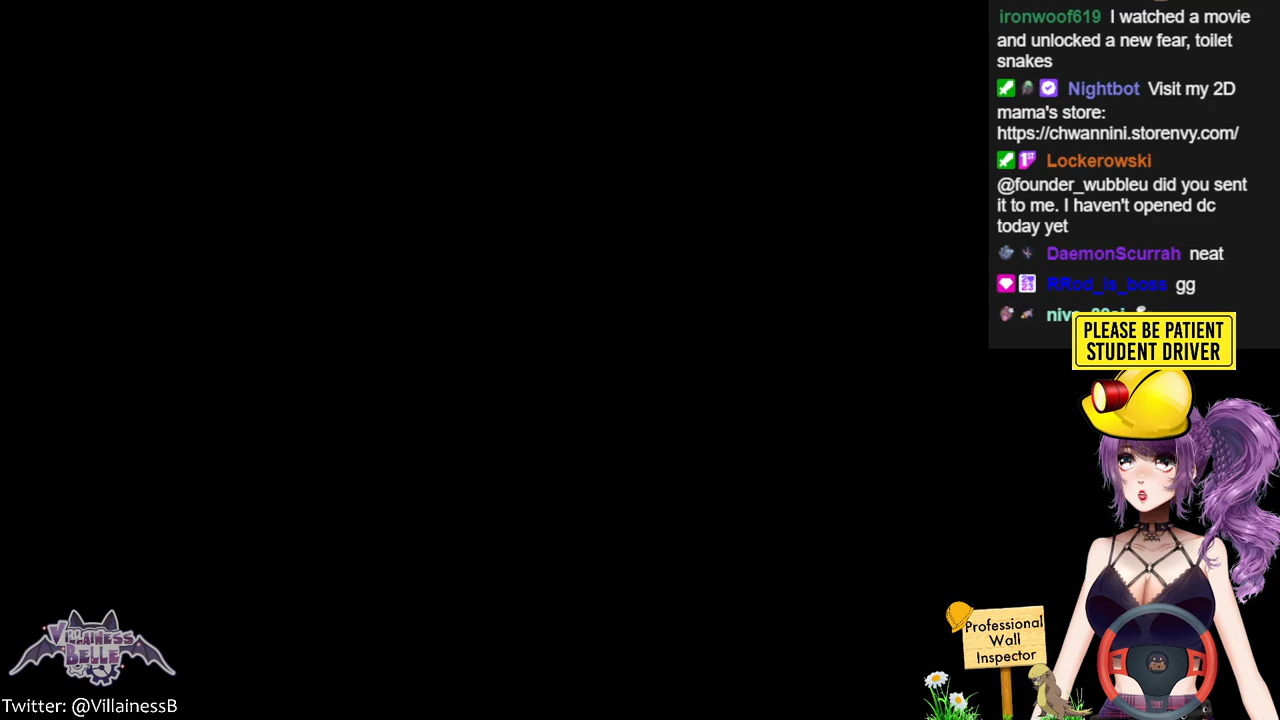 ironwoof619 I watched a movie
and unlocked a new fear, toilet
snakes
Nightbot Visit my 2D
mama's store:
https://chwannini.storenvy.com/
1ST Lockerowski
@founder_wubbleu did you sent
it to me. I haven't opened dc
today yet
DaemonScurrah neat
RRod_is_boss gg
PLEASE BE PATIENT
STUDENT DRIVER
Professional
Wall
Inspector
VILLAINESS
BELLE
Twitter: @VillainessB